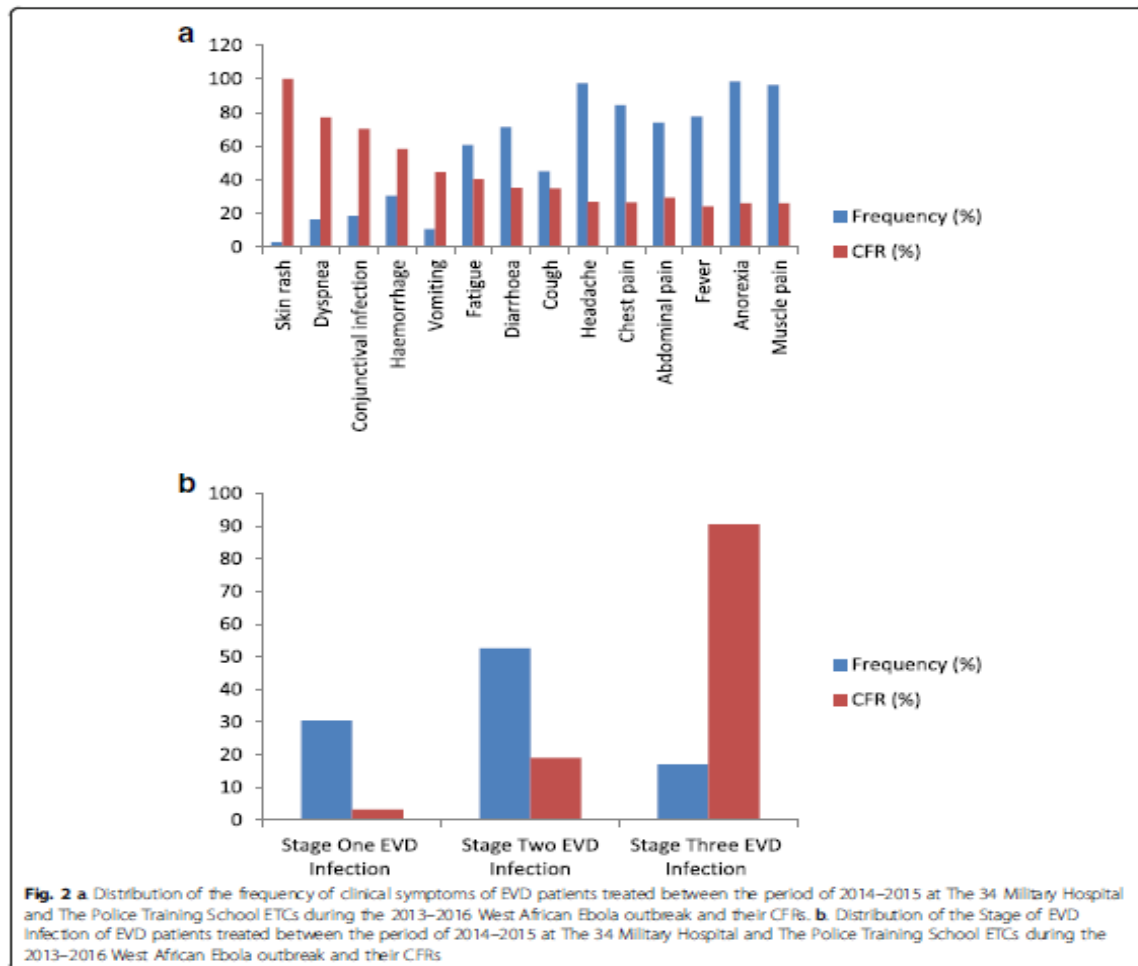 a
120
100
80
60
40
20
0
Frequency (%)
CFR (%)
Skin rash
Dyspnea
Conjunctival infection
Haemorrhage
Vomiting
Fatigue
Diarrhoea
Cough
Headache
Chest pain
Abdominal pain
Fever
Anorexia
Muscle pain
b
100
90
80
70
60
50
40
30
20
10
0
Frequency (%)
CFR (%)
Stage One EVD Infection
Stage Two EVD Infection
Stage Three EVD Infection
Fig. 2 a. Distribution of the frequency of clinical symptoms of EVD patients treated between the period of 2014–2015 at The 34 Military Hospital
and The Police Training School ETCs during the 2013–2016 West African Ebola outbreak and their CFRs. b. Distribution of the Stage of EVD
Infection of EVD patients treated between the period of 2014–2015 at The 34 Military Hospital and The Police Training School ETCs during the
2013–2016 West African Ebola outbreak and their CFRs